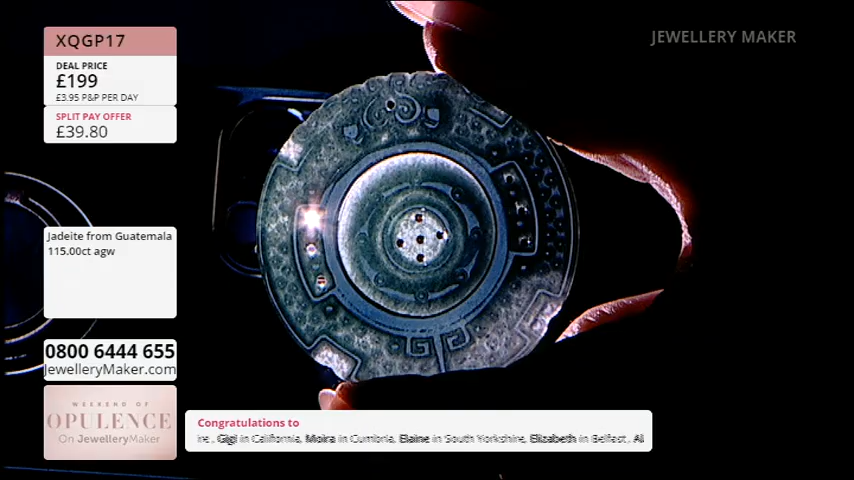 XQGP17
DEAL PRICE
£199
£3.95 P&P PER DAY
SPLIT PAY OFFER
£39.80
Jadeite from Guatemala
115.00ct agw
0800 6444 655
JewelleryMaker.com
WEEKEND OF
OPULENCE
On JewelleryMaker
JEWELLERY MAKER
Congratulations to
Gigi in California, Moira in Cumbria, Elaine in South Yorkshire, Elizabeth in Belfast,